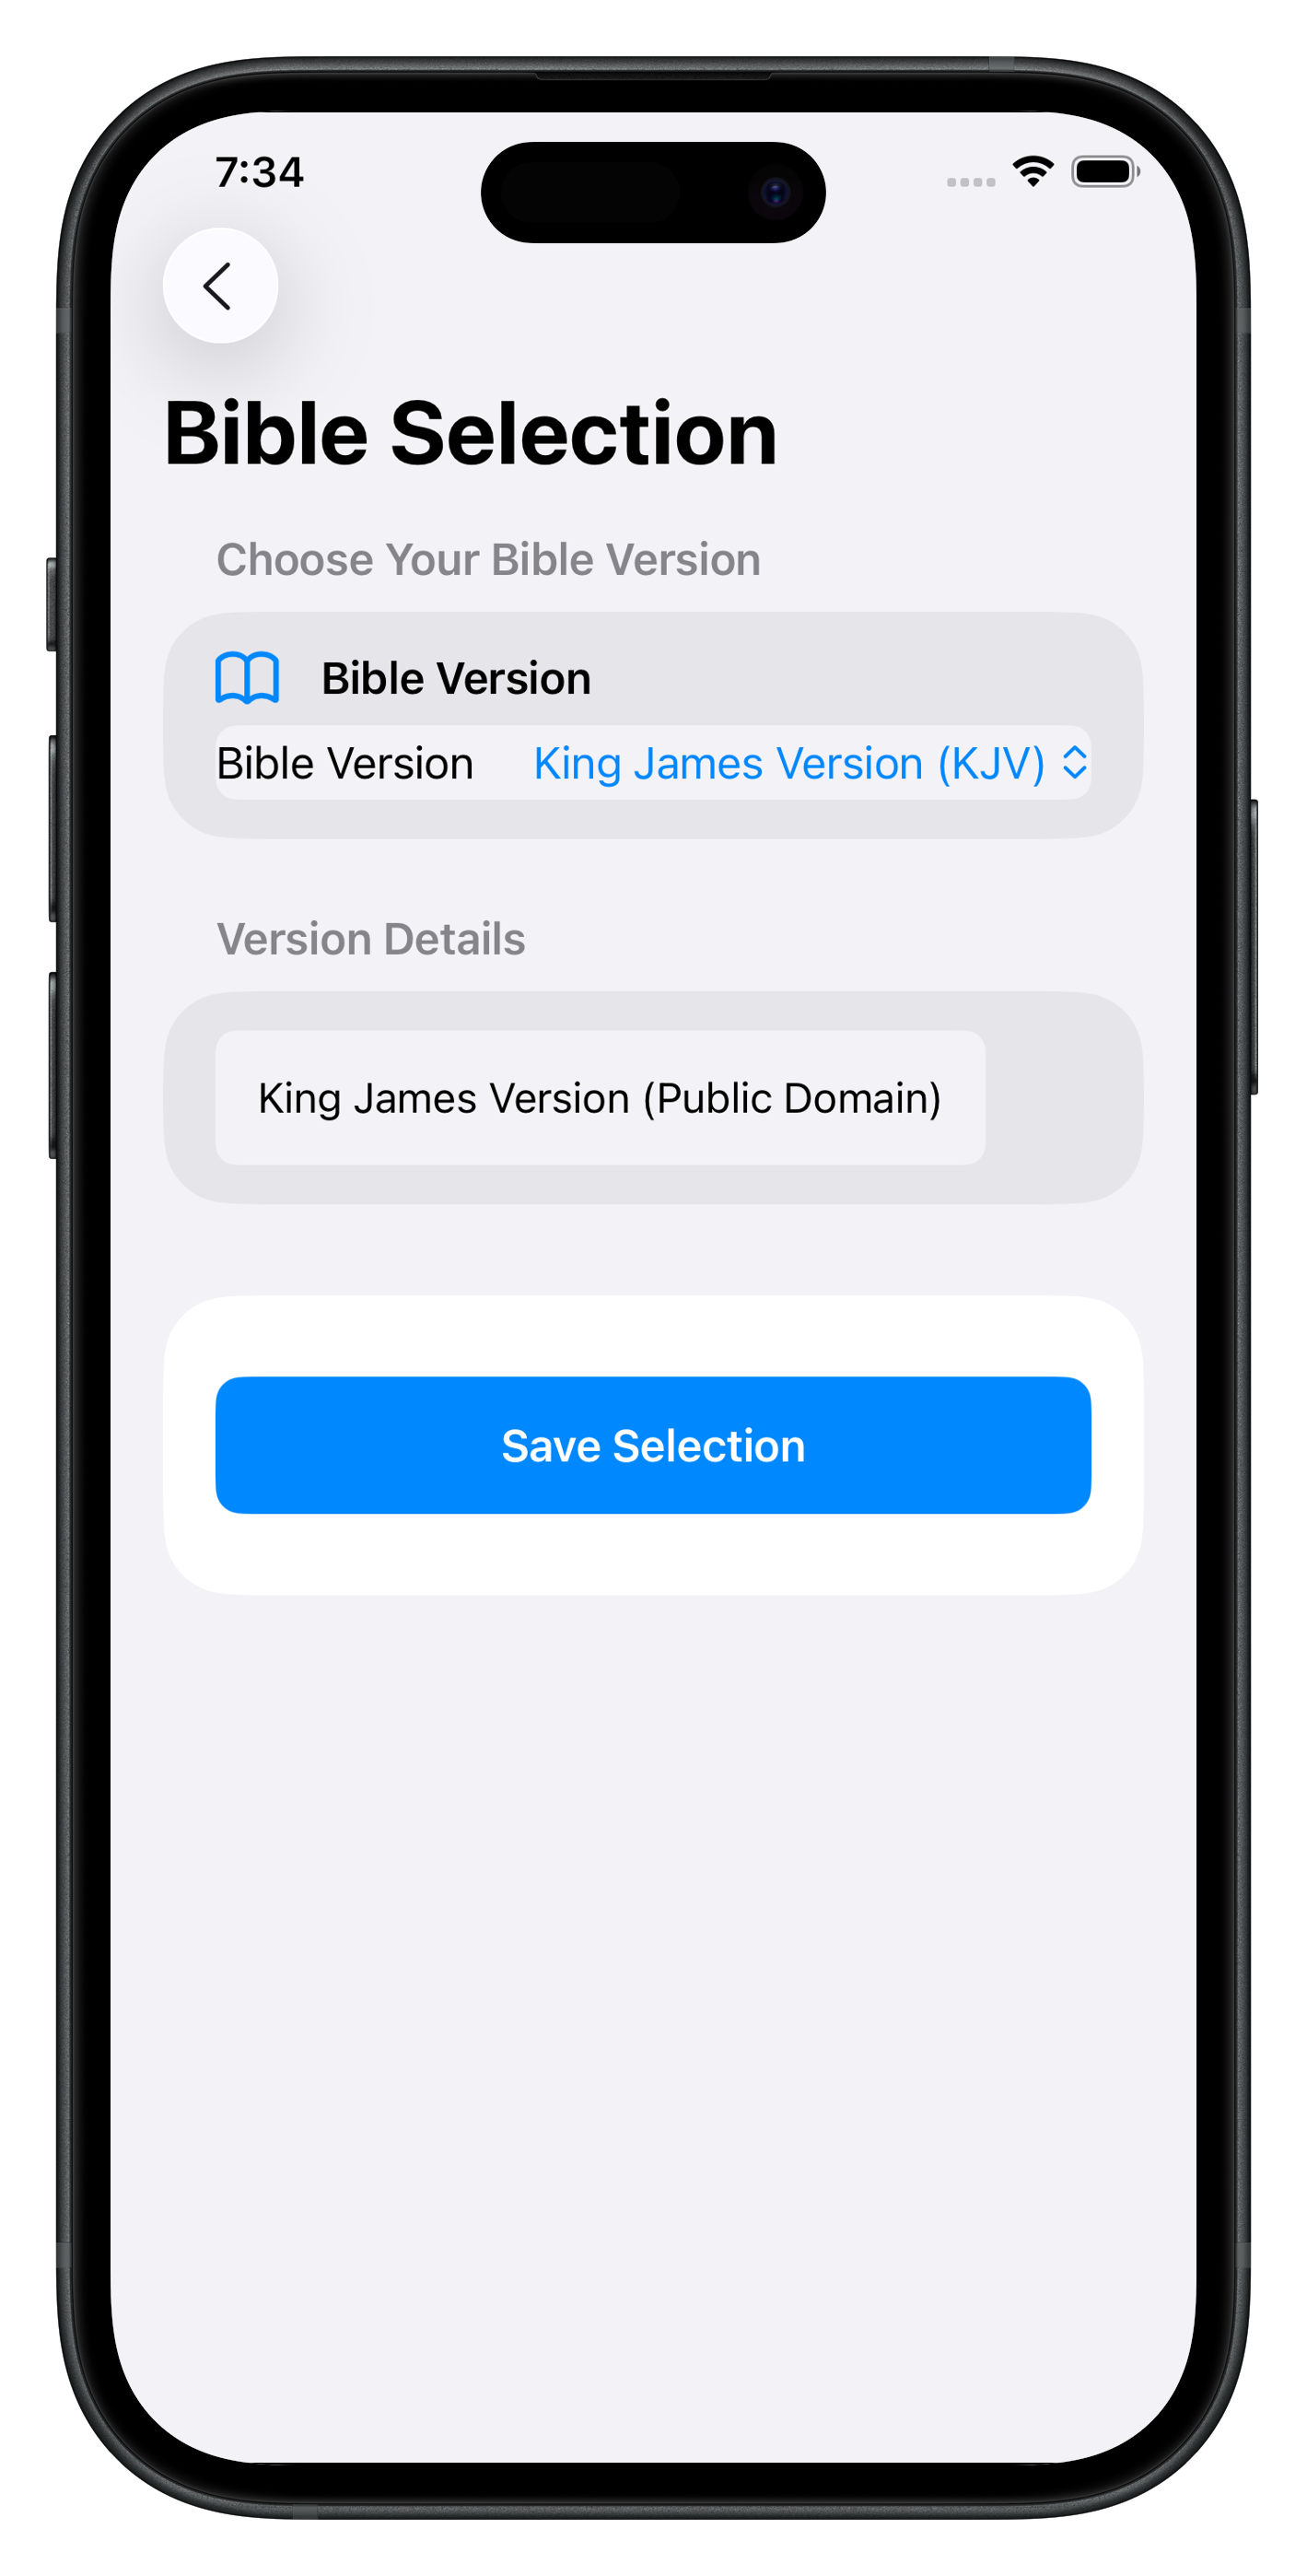 7:34
Bible Selection
Choose Your Bible Version
Bible Version
Bible Version King James Version (KJV)
Version Details
King James Version (Public Domain)
Save Selection